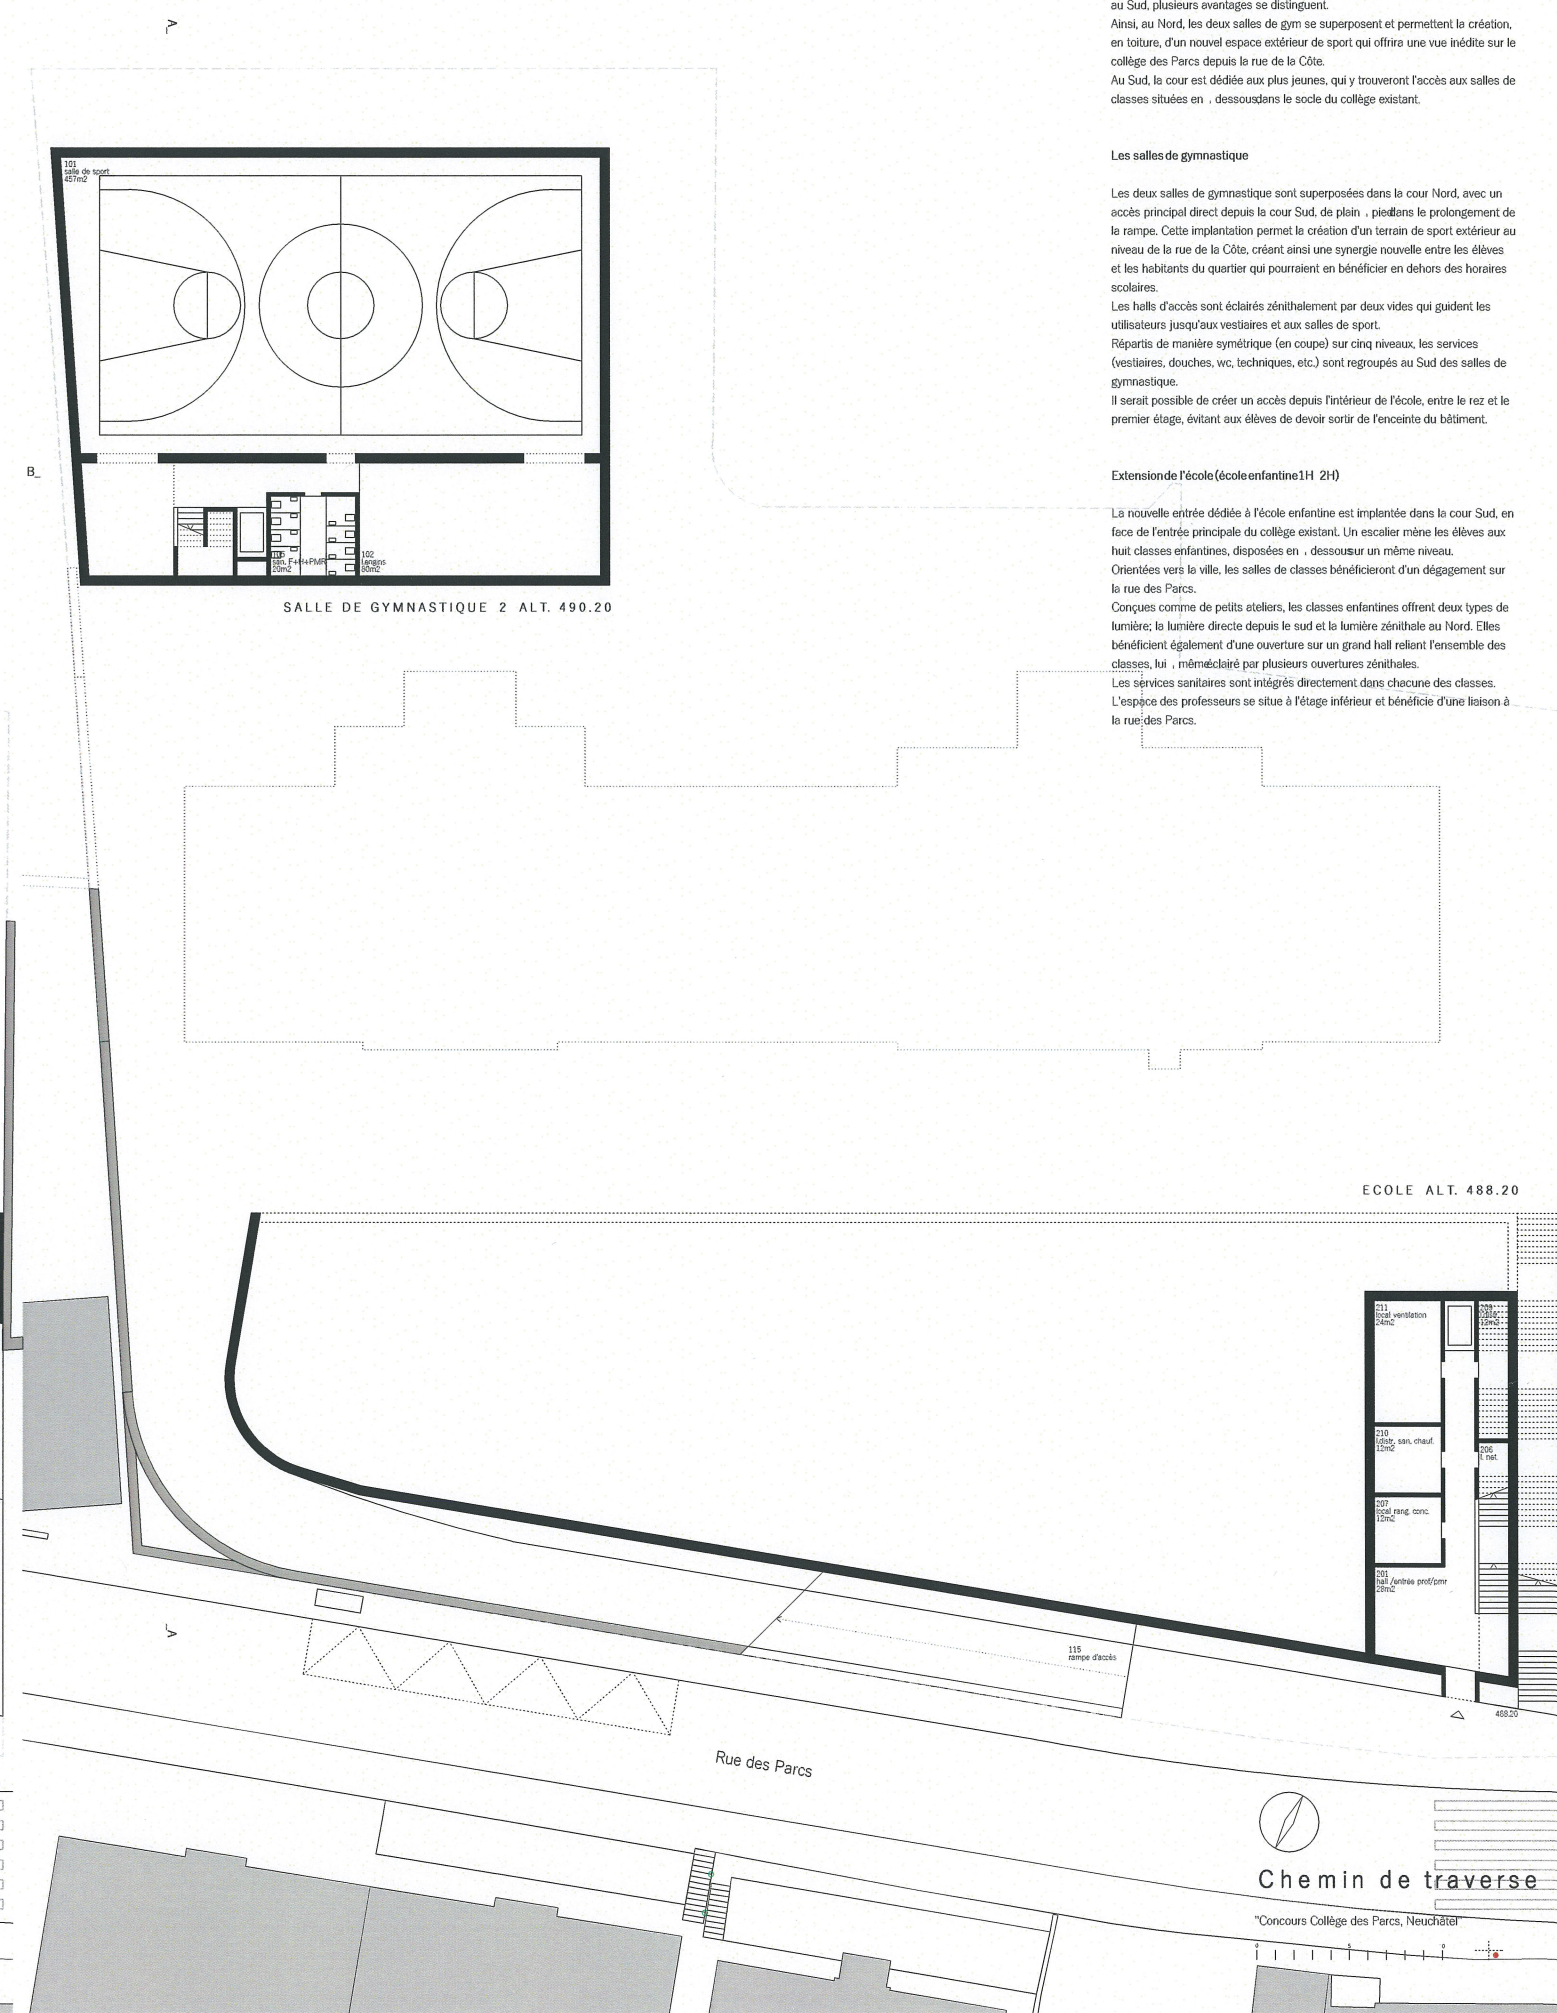 _A
au Sud, plusieurs avantages se distinguent.
Ainsi, au Nord, les deux salles de gym se superposent et permettent la création,
en toiture, d'un nouvel espace extérieur de sport qui offrira une vue inédite sur le
collège des Parcs depuis la rue de la Côte.
Au Sud, la cour est dédiée aux plus jeunes, qui y trouveront l'accès aux salles de
classes situées en , dessousdans le socle du collège existant.
Les salles de gymnastique
Les deux salles de gymnastique sont superposées dans la cour Nord, avec un
accès principal direct depuis la cour Sud, de plain , pieddans le prolongement de
la rampe. Cette implantation permet la création d'un terrain de sport extérieur au
niveau de la rue de la Côte, créant ainsi une synergie nouvelle entre les élèves
et les habitants du quartier qui pourraient en bénéficier en dehors des horaires
scolaires.
Les halls d'accès sont éclairés zénithalement par deux vides qui guident les
utilisateurs jusqu'aux vestiaires et aux salles de sport.
Répartis de manière symétrique (en coupe) sur cinq niveaux, les services
(vestiaires, douches, wc, techniques, etc.) sont regroupés au Sud des salles de
gymnastique.
Il serait possible de créer un accès depuis l'intérieur de l'école, entre le rez et le
premier étage, évitant aux élèves de devoir sortir de l'enceinte du bâtiment.
Extension de l'école (école enfantine 1H 2H)
La nouvelle entrée dédiée à l'école enfantine est implantée dans la cour Sud, en
face de l'entrée principale du collège existant. Un escalier mène les élèves aux
huit classes enfantines, disposées en , dessoussur un même niveau.
Orientées vers la ville, les salles de classes bénéficieront d'un dégagement sur
la rue des Parcs.
Conçues comme de petits ateliers, les classes enfantines offrent deux types de
lumière; la lumière directe depuis le sud et la lumière zénithale au Nord. Elles
bénéficient également d'une ouverture sur un grand hall reliant l'ensemble des
classes, lui , mêmeéclairé par plusieurs ouvertures zénithales.
Les services sanitaires sont intégrés directement dans chacune des classes.
L'espace des professeurs se situe à l'étage inférieur et bénéficie d'une liaison à
la rue des Parcs.
101
salle de sport
457m2
B_
105
san. F+H+PMR
20m2
102
l.engins
80m2
SALLE DE GYMNASTIQUE 2 ALT. 490.20
ECOLE ALT. 488.20
211
local ventilation
24m2
209
12m2
210
l.distr. san. chauf.
12m2
206
l. net.
207
local rang. conc.
12m2
201
hall /entrée prof/pmr
28m2
115
rampe d'accès
488.20
_A
Rue des Parcs
Chemin de traverse
"Concours Collège des Parcs, Neuchâtel"
0 5 0